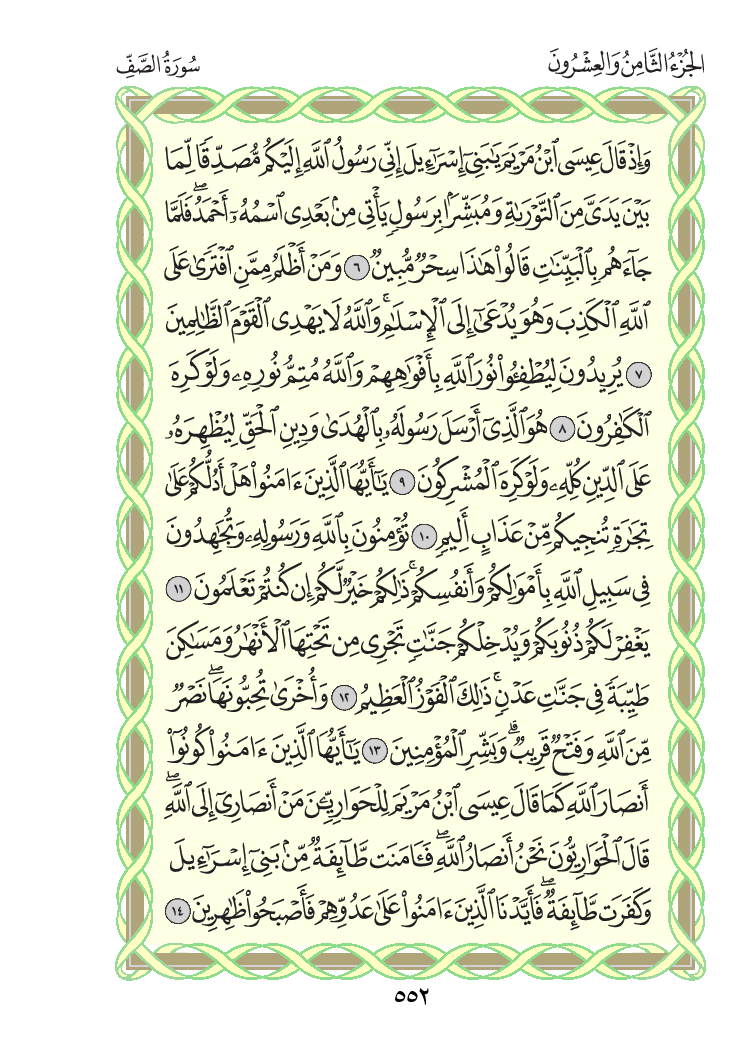 الجُزْءُ الثَّامِنُ وَالعِشْرُونَ
سُورَةُ الصَّفِّ
وَإِذْ قَالَ عِيسَى ٱبْنُ مَرْيَمَ يَٰبَنِىٓ إِسْرَٰٓءِيلَ إِنِّى رَسُولُ ٱللَّهِ إِلَيْكُم مُّصَدِّقًا لِّمَا
بَيْنَ يَدَىَّ مِنَ ٱلتَّوْرَىٰةِ وَمُبَشِّرًۢا بِرَسُولٍ يَأْتِى مِنۢ بَعْدِى ٱسْمُهُۥٓ أَحْمَدُ ۖ فَلَمَّا
جَآءَهُم بِٱلْبَيِّنَٰتِ قَالُوا۟ هَٰذَا سِحْرٌ مُّبِينٌ ٦ وَمَنْ أَظْلَمُ مِمَّنِ ٱفْتَرَىٰ عَلَى
ٱللَّهِ ٱلْكَذِبَ وَهُوَ يُدْعَىٰٓ إِلَى ٱلْإِسْلَٰمِ ۚ وَٱللَّهُ لَا يَهْدِى ٱلْقَوْمَ ٱلظَّٰلِمِينَ
٧ يُرِيدُونَ لِيُطْفِـُٔوا۟ نُورَ ٱللَّهِ بِأَفْوَٰهِهِمْ وَٱللَّهُ مُتِمُّ نُورِهِۦ وَلَوْ كَرِهَ
ٱلْكَٰفِرُونَ ٨ هُوَ ٱلَّذِىٓ أَرْسَلَ رَسُولَهُۥ بِٱلْهُدَىٰ وَدِينِ ٱلْحَقِّ لِيُظْهِرَهُۥ
عَلَى ٱلدِّينِ كُلِّهِۦ وَلَوْ كَرِهَ ٱلْمُشْرِكُونَ ٩ يَٰٓأَيُّهَا ٱلَّذِينَ ءَامَنُوا۟ هَلْ أَدُلُّكُمْ عَلَىٰ
تِجَٰرَةٍ تُنجِيكُم مِّنْ عَذَابٍ أَلِيمٍ ١٠ تُؤْمِنُونَ بِٱللَّهِ وَرَسُولِهِۦ وَتُجَٰهِدُونَ
فِى سَبِيلِ ٱللَّهِ بِأَمْوَٰلِكُمْ وَأَنفُسِكُمْ ۚ ذَٰلِكُمْ خَيْرٌ لَّكُمْ إِن كُنتُمْ تَعْلَمُونَ ١١
يَغْفِرْ لَكُمْ ذُنُوبَكُمْ وَيُدْخِلْكُمْ جَنَّٰتٍ تَجْرِى مِن تَحْتِهَا ٱلْأَنْهَٰرُ وَمَسَٰكِنَ
طَيِّبَةً فِى جَنَّٰتِ عَدْنٍ ۚ ذَٰلِكَ ٱلْفَوْزُ ٱلْعَظِيمُ ١٢ وَأُخْرَىٰ تُحِبُّونَهَا ۖ نَصْرٌ
مِّنَ ٱللَّهِ وَفَتْحٌ قَرِيبٌ ۗ وَبَشِّرِ ٱلْمُؤْمِنِينَ ١٣ يَٰٓأَيُّهَا ٱلَّذِينَ ءَامَنُوا۟ كُونُوٓا۟
أَنصَارَ ٱللَّهِ كَمَا قَالَ عِيسَى ٱبْنُ مَرْيَمَ لِلْحَوَارِيِّـۧنَ مَنْ أَنصَارِىٓ إِلَى ٱللَّهِ ۖ
قَالَ ٱلْحَوَارِيُّونَ نَحْنُ أَنصَارُ ٱللَّهِ ۖ فَـَٔامَنَت طَّآئِفَةٌ مِّنۢ بَنِىٓ إِسْرَٰٓءِيلَ
وَكَفَرَت طَّآئِفَةٌ ۖ فَأَيَّدْنَا ٱلَّذِينَ ءَامَنُوا۟ عَلَىٰ عَدُوِّهِمْ فَأَصْبَحُوا۟ ظَٰهِرِينَ ١٤
٥٥٢